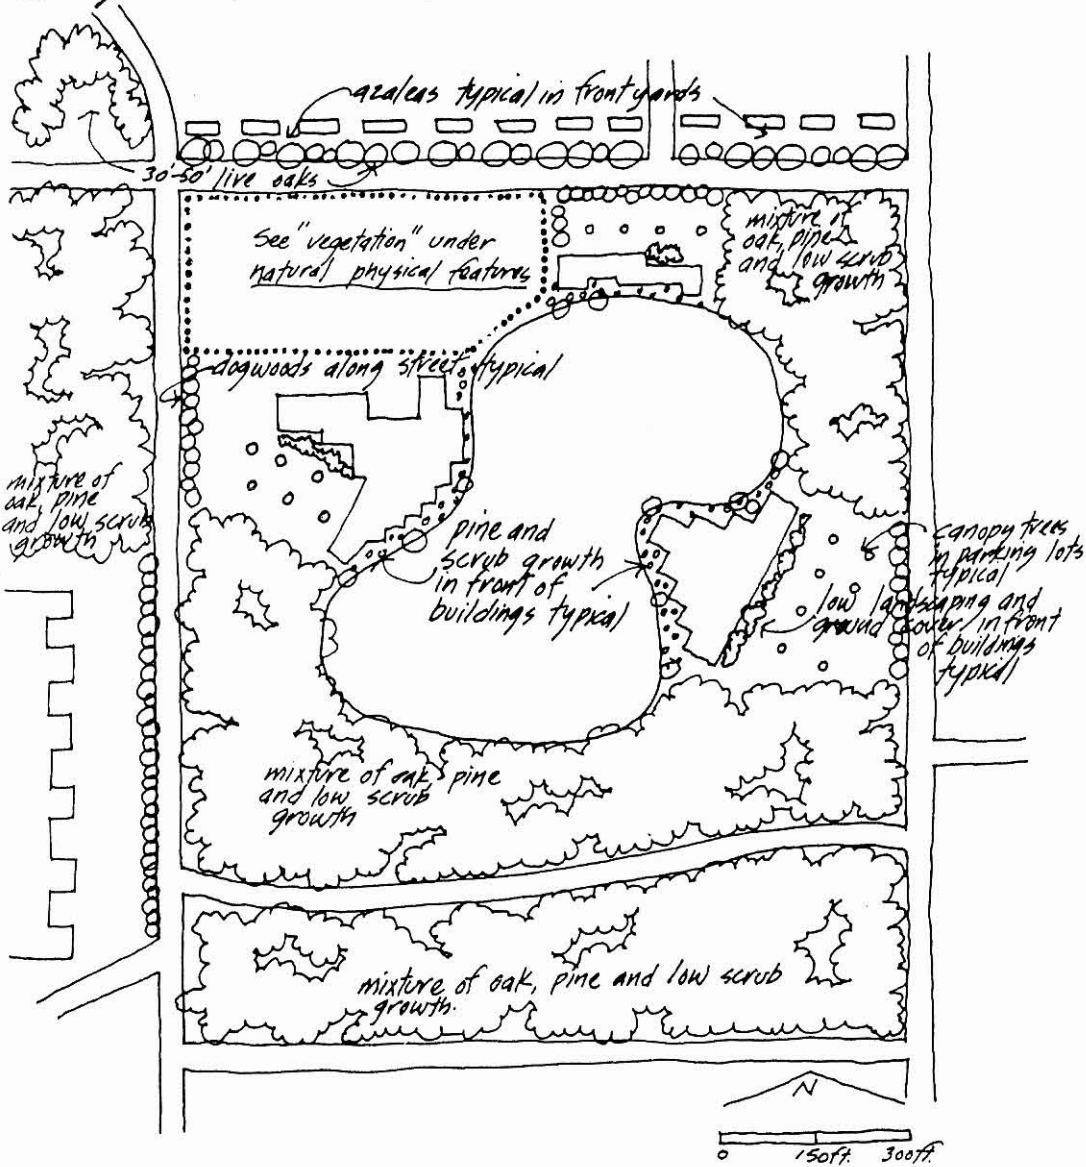 azaleas typical in front yards
30'-50' live oaks
See "vegetation" under
natural physical features
mixture of
oak, pine
and low scrub
growth
dogwoods along street typical
mixture of
oak, pine
and low scrub
growth
pine and
scrub growth
in front of
buildings typical
canopy trees
in parking lots
typical
low landscaping and
ground cover in front
of buildings
typical
mixture of oak, pine
and low scrub
growth
mixture of oak, pine and low scrub
growth.
N
0 150ft. 300ft.